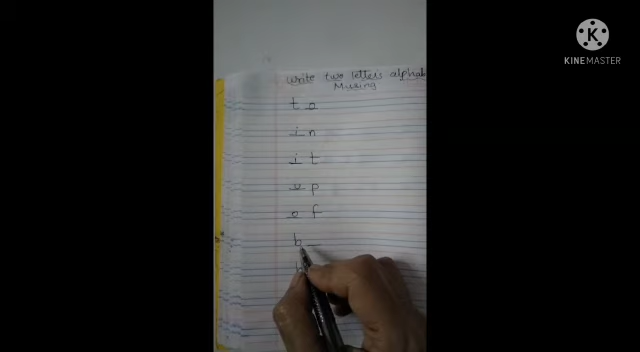 KINEMASTER
write two letters alphab
Missing
t o
i n
i t
u p
o f
b _